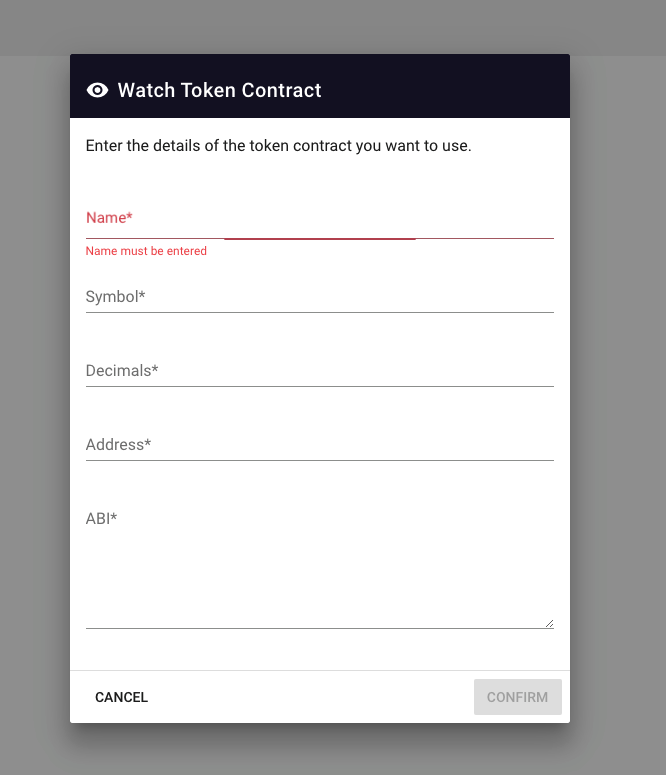 Watch Token Contract
Enter the details of the token contract you want to use.
Name*
Name must be entered
Symbol*
Decimals*
Address*
ABI*
CANCEL CONFIRM